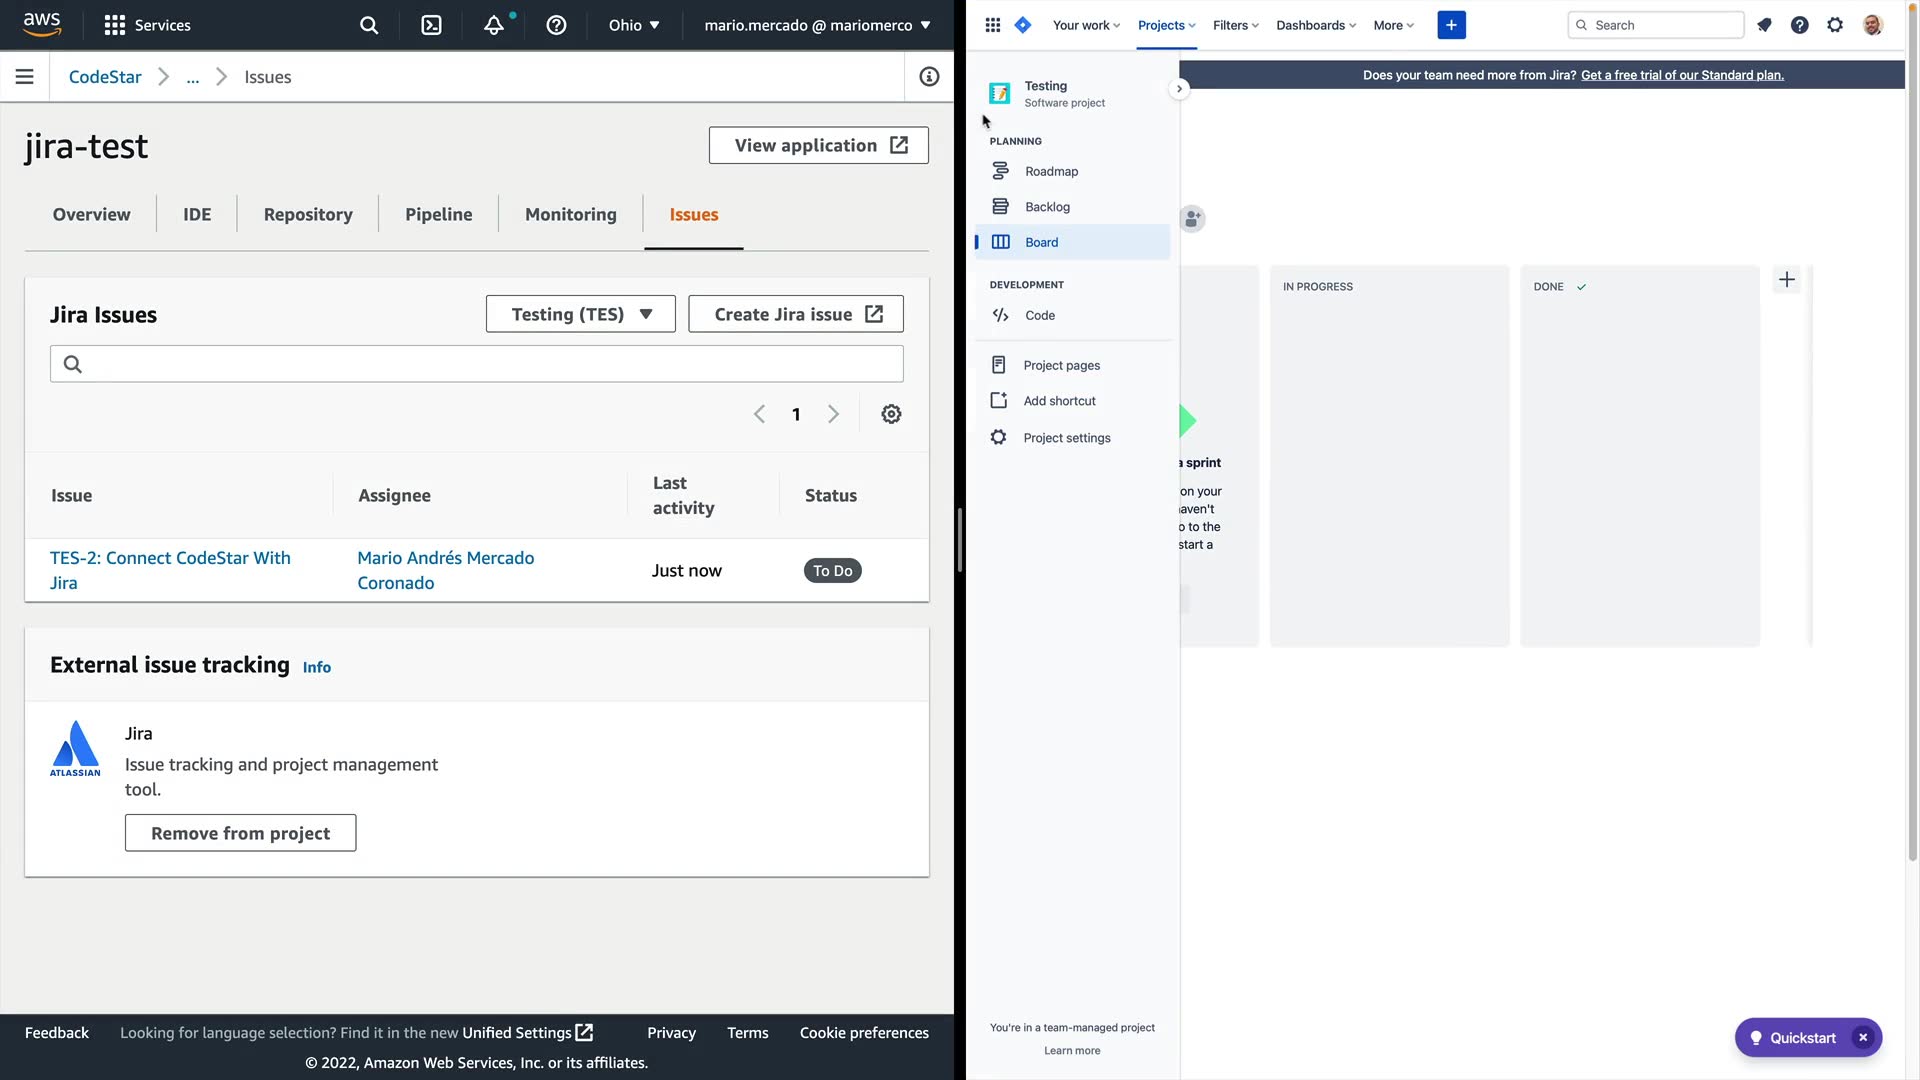 aws
Services
Ohio
mario.mercado @ mariomerco
CodeStar
...
Issues
jira-test
View application
Overview
IDE
Repository
Pipeline
Monitoring
Issues
Jira Issues
Testing (TES)
Create Jira issue
1
Issue
Assignee
Last
activity
Status
TES-2: Connect CodeStar With
Jira
Mario Andrés Mercado
Coronado
Just now
To Do
External issue tracking
Info
ATLASSIAN
Jira
Issue tracking and project management
tool.
Remove from project
Feedback
Looking for language selection? Find it in the new Unified Settings
Privacy
Terms
Cookie preferences
© 2022, Amazon Web Services, Inc. or its affiliates.
Your work
Projects
Filters
Dashboards
More
Search
Does your team need more from Jira? Get a free trial of our Standard plan.
Testing
Software project
PLANNING
Roadmap
Backlog
Board
DEVELOPMENT
Code
Project pages
Add shortcut
Project settings
IN PROGRESS
DONE
a sprint
on your
haven't
o to the
start a
You're in a team-managed project
Learn more
Quickstart